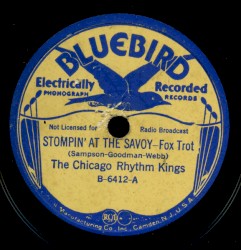 BLUEBIRD
Electrically Recorded
PHONOGRAPH RECORDS
Not Licensed for Radio Broadcast
STOMPIN' AT THE SAVOY-Fox Trot
(Sampson-Goodman-Webb)
The Chicago Rhythm Kings
B-6412-A
RCA
Manufacturing Co., Inc., Camden, N.J., U.S.A.